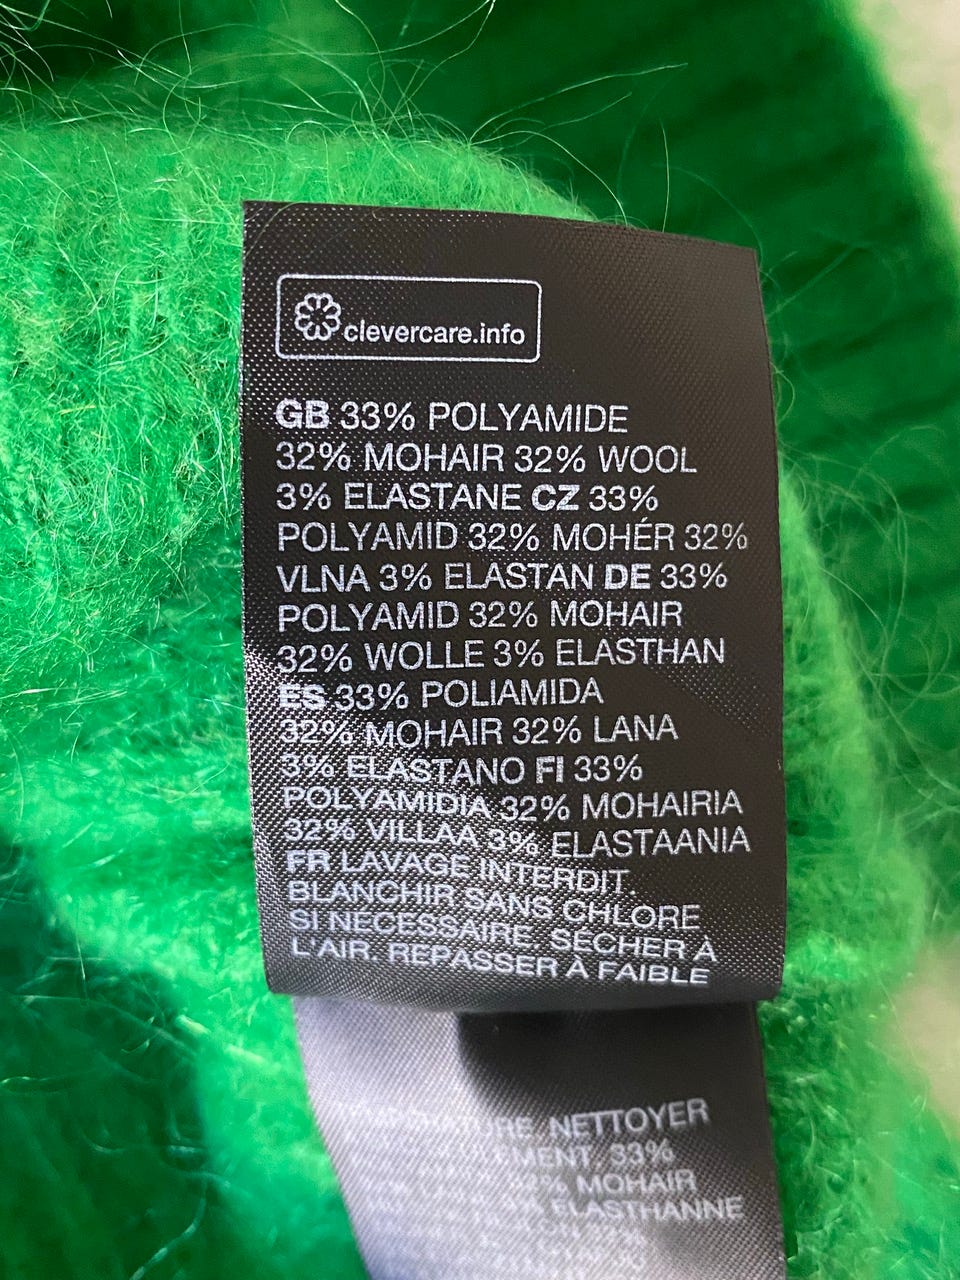 clevercare.info
GB 33% POLYAMIDE
32% MOHAIR 32% WOOL
3% ELASTANE CZ 33%
POLYAMID 32% MOHÉR 32%
VLNA 3% ELASTAN DE 33%
POLYAMID 32% MOHAIR
32% WOLLE 3% ELASTHAN
ES 33% POLIAMIDA
32% MOHAIR 32% LANA
3% ELASTANO FI 33%
POLYAMIDIA 32% MOHAIRIA
32% VILLAA 3% ELASTAANIA
FR LAVAGE INTERDIT.
BLANCHIR SANS CHLORE
SI NECESSAIRE. SÉCHER À
L'AIR. REPASSER À FAIBLE
NETTOYER
33%
MOHAIR
ELASTHANNE